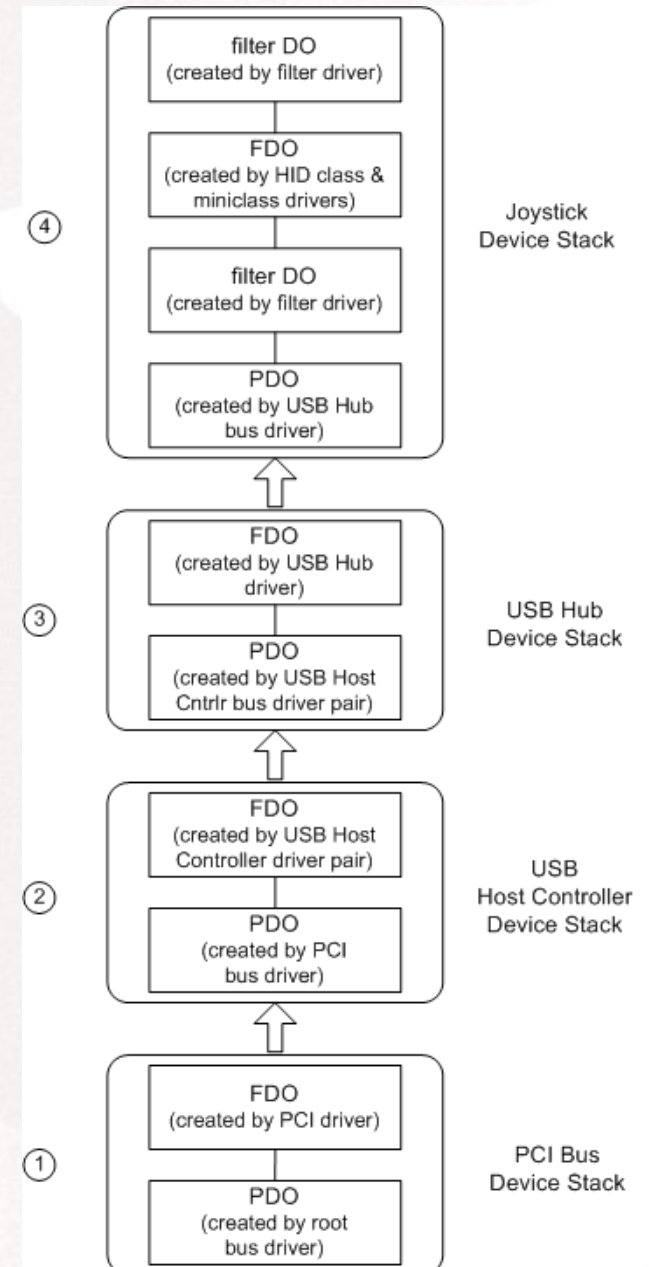 filter DO
(created by filter driver)
FDO
(created by HID class &
miniclass drivers)
filter DO
(created by filter driver)
PDO
(created by USB Hub
bus driver)
4
Joystick
Device Stack
FDO
(created by USB Hub
driver)
PDO
(created by USB Host
Cntrlr bus driver pair)
3
USB Hub
Device Stack
FDO
(created by USB Host
Controller driver pair)
PDO
(created by PCI
bus driver)
2
USB
Host Controller
Device Stack
FDO
(created by PCI driver)
PDO
(created by root
bus driver)
1
PCI Bus
Device Stack